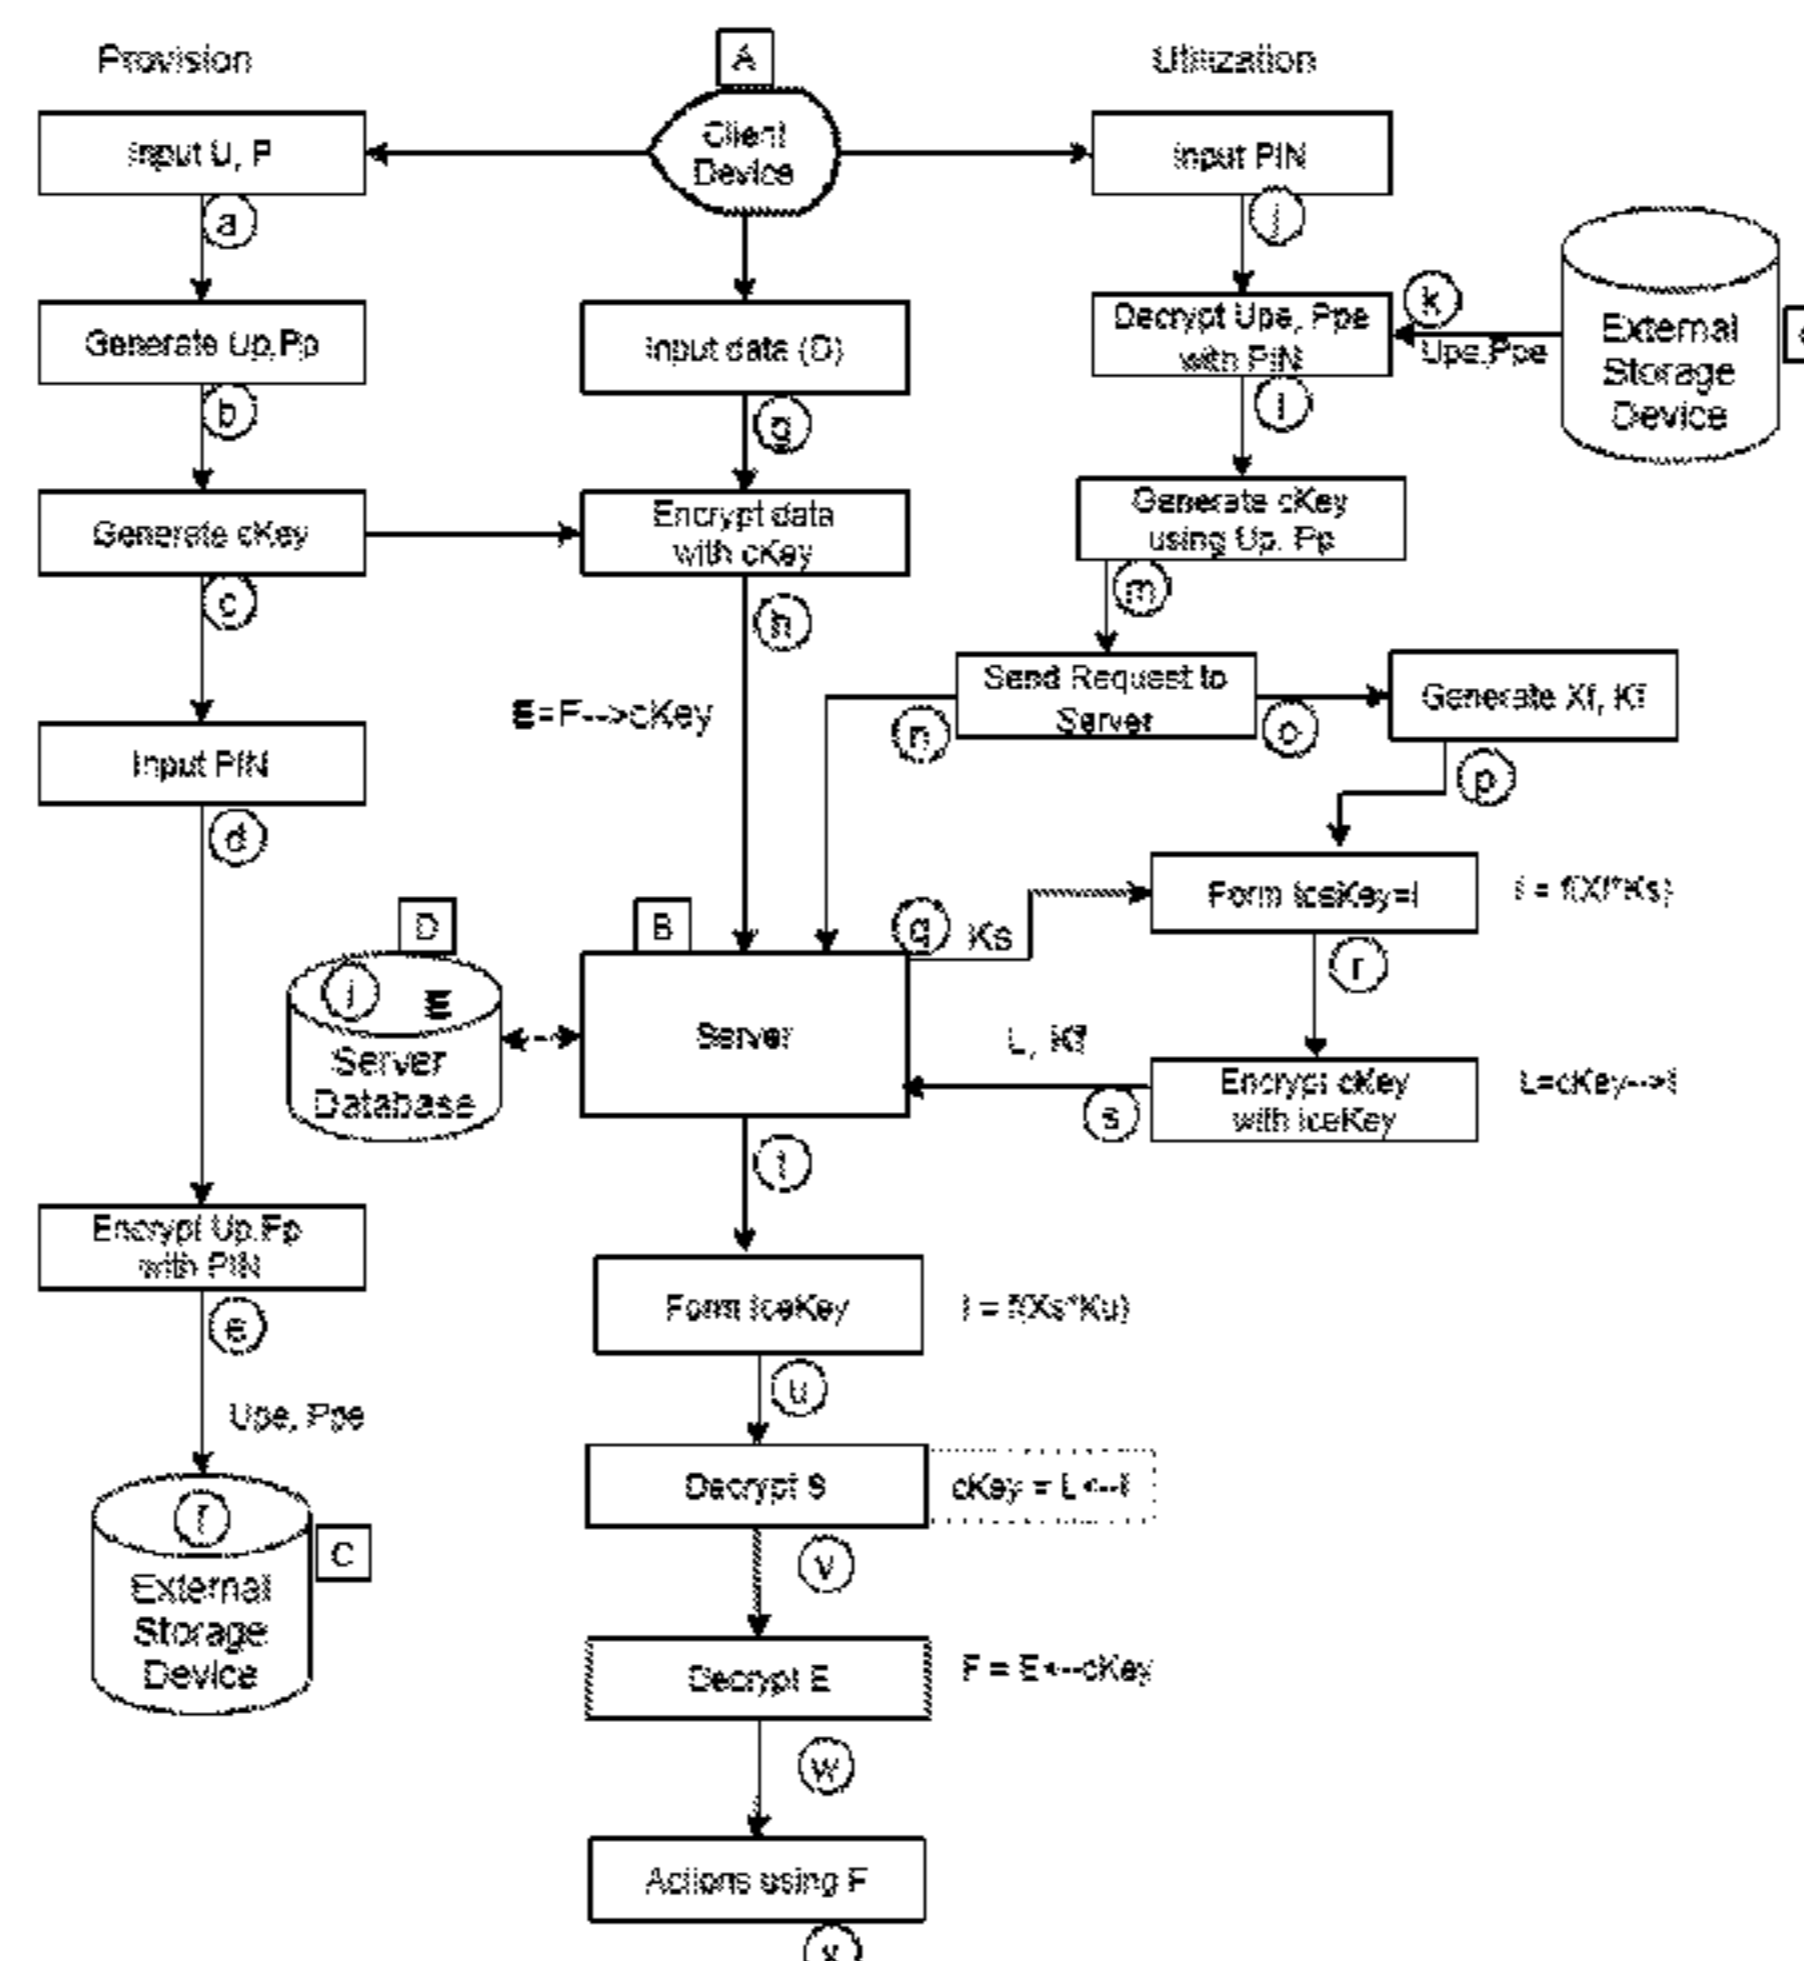 Provision
A
Utilization
Input U, P
Client
Device
Input PIN
a
j
Generate Up,Pp
Input data (D)
Decrypt Upe, Ppe
with PIN
k
Upe,Ppe
External
Storage
Device
b
g
l
Generate cKey
Encrypt data
with cKey
Generate cKey
using Up, Pp
c
h
m
E=F-->cKey
Send Request to
Server
Generate Xf, Kf
n
o
p
Input PIN
d
Form IceKey=I
D
B
q
Ks
r
E
Server
Database
Server
L, Kf
Encrypt cKey
with IceKey
L=cKey-->I
s
t
Encrypt Up,Pp
with PIN
e
Form IceKey
I = f(Xs*Ku)
u
Upe, Ppe
Decrypt S
cKey = L<--I
f
C
External
Storage
Device
v
Decrypt E
F = E<--cKey
w
Actions using F